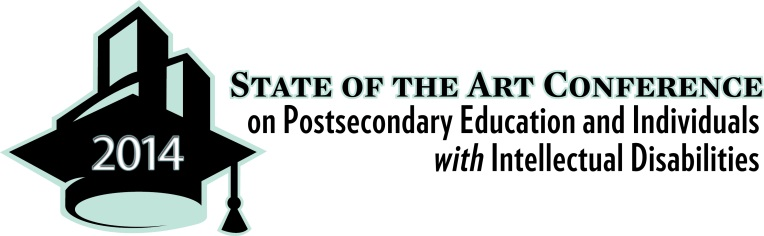 2014
STATE OF THE ART CONFERENCE
on Postsecondary Education and Individuals
with Intellectual Disabilities